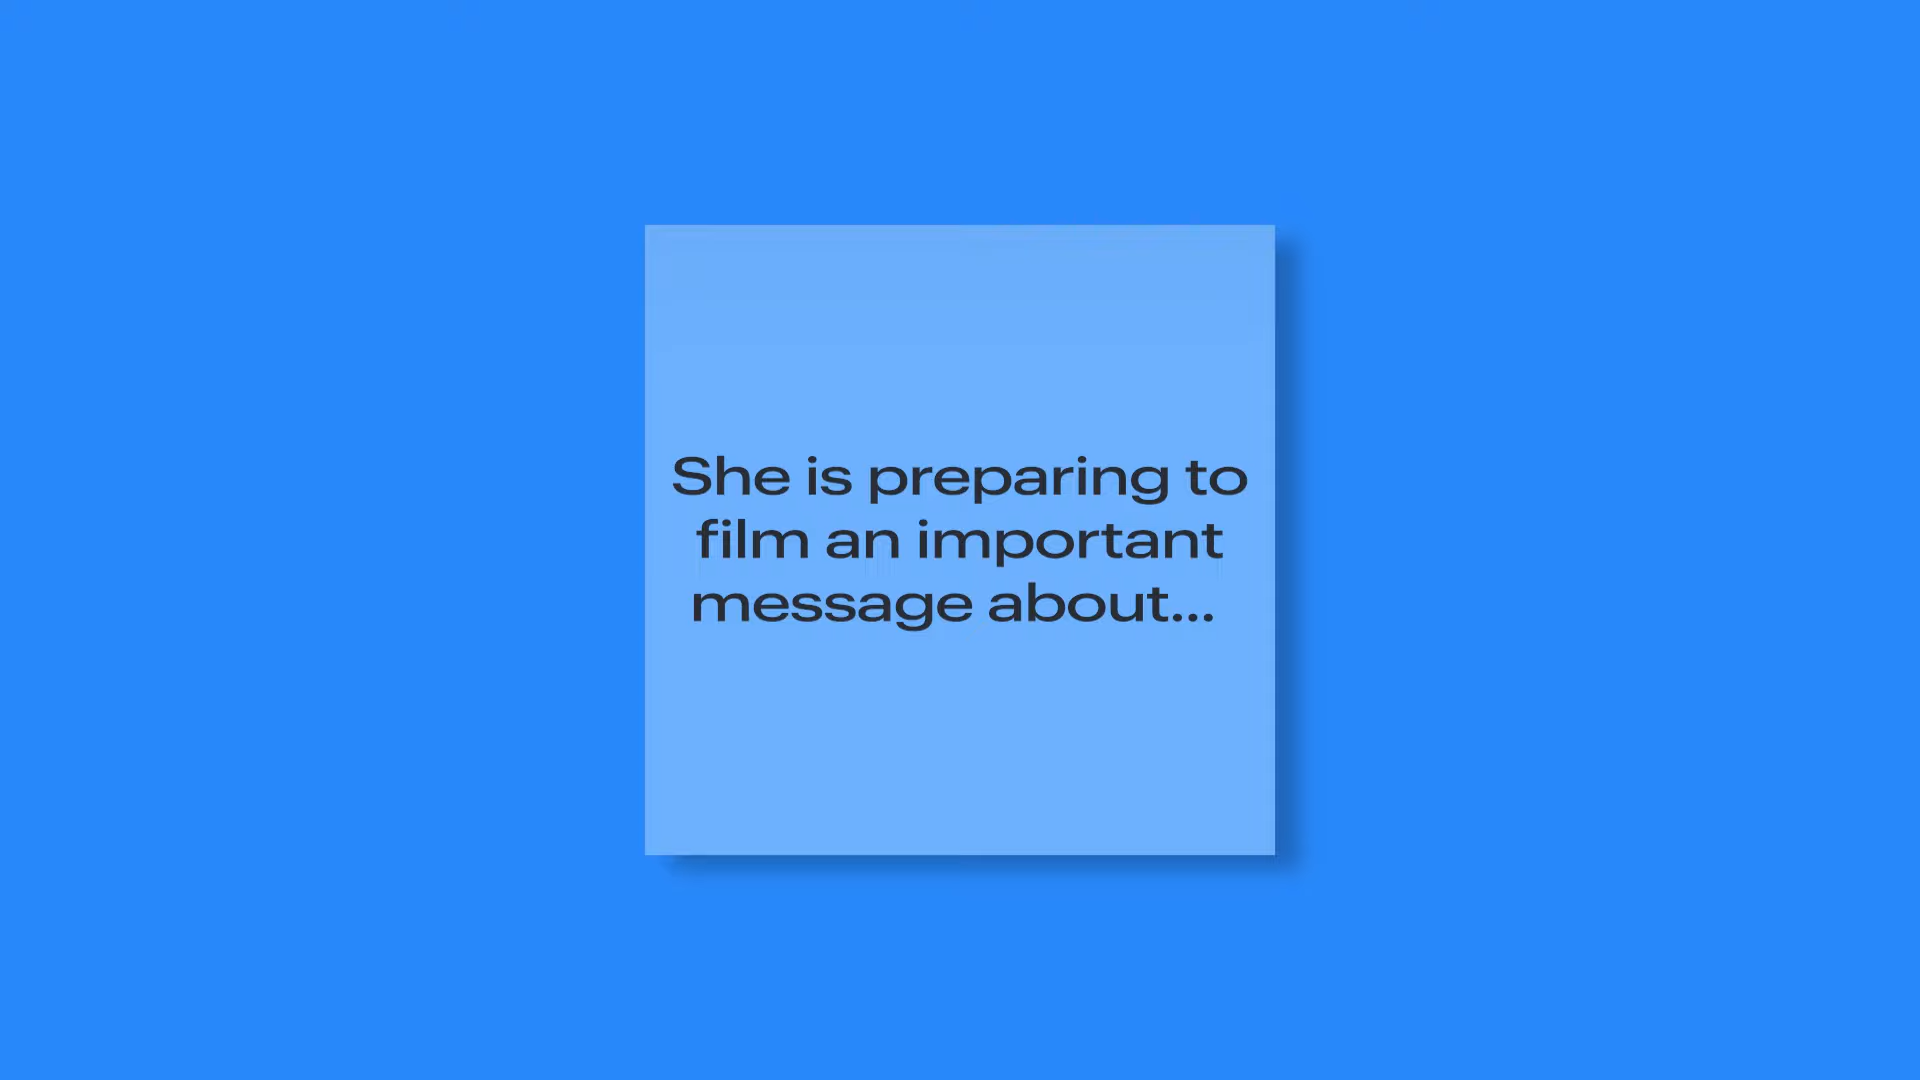 She is preparing to
film an important
message about...